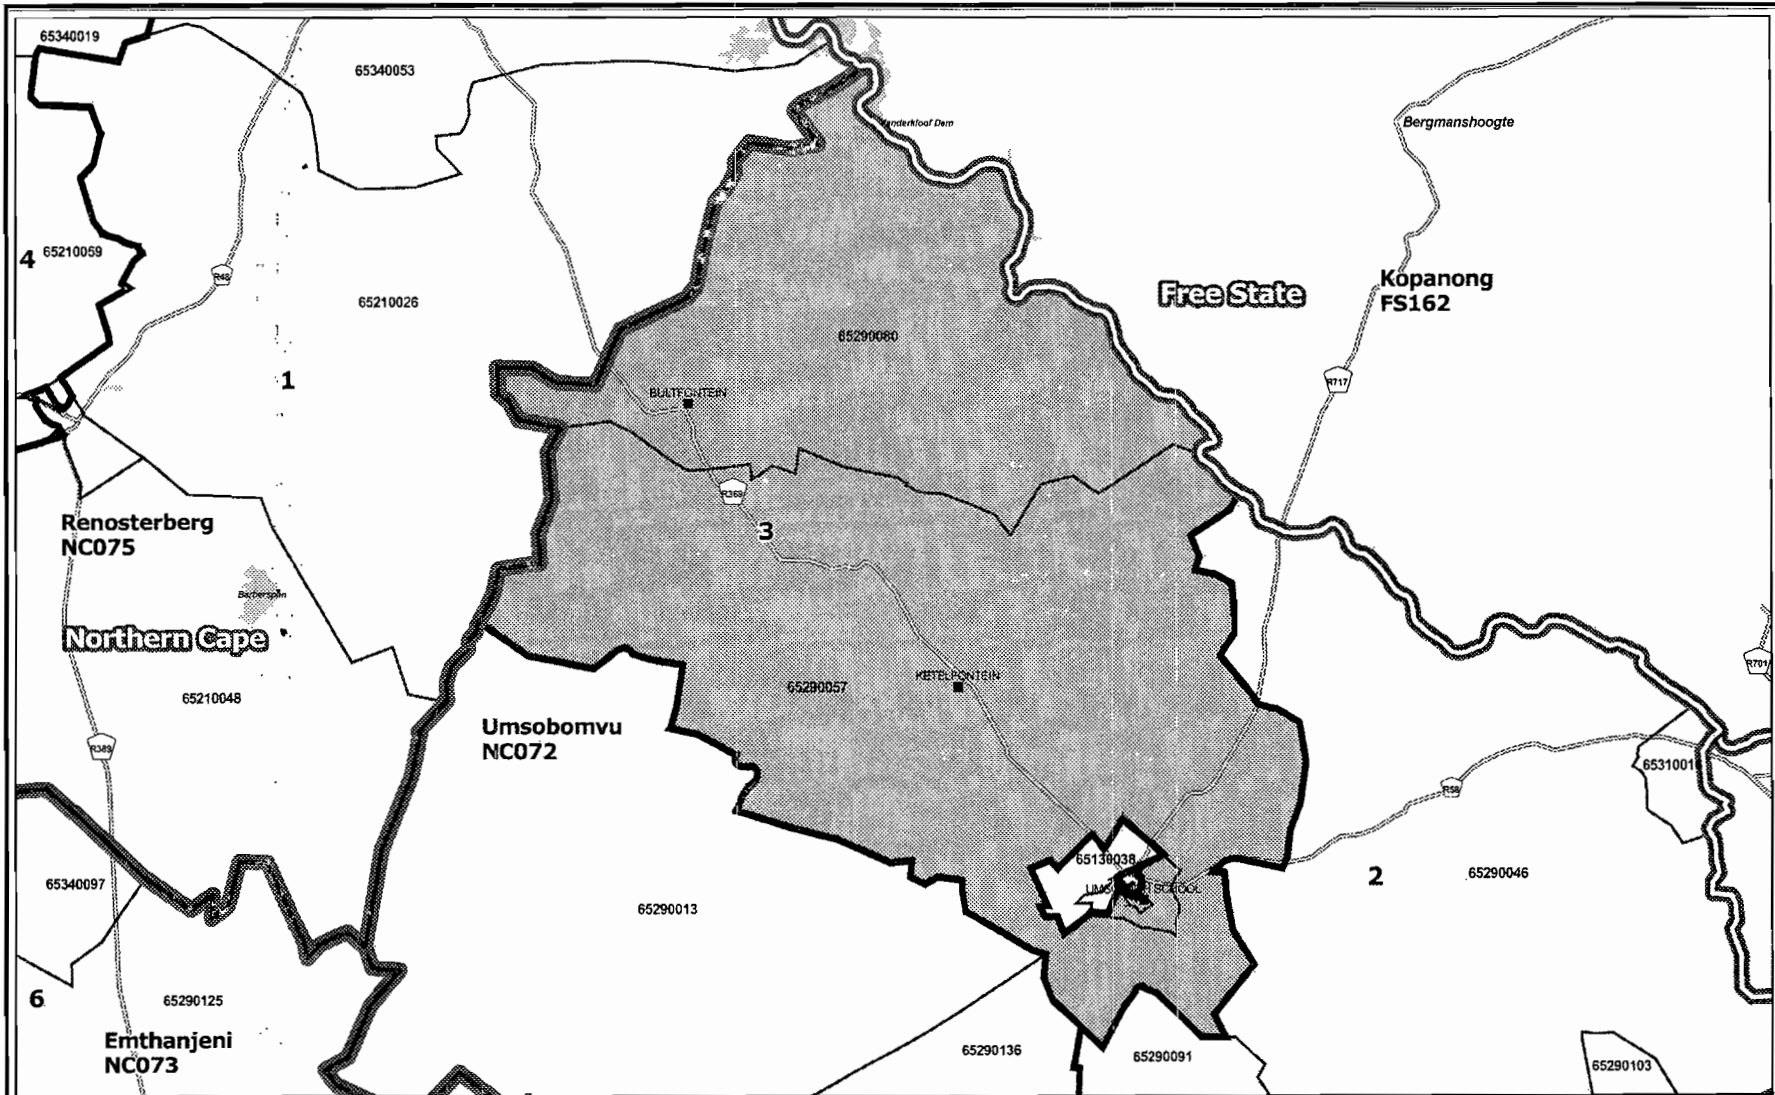 65340019
65340053
Vanderkloof Dam
Bergmanshoogte
4
65210059
R48
65210026
Free State
Kopanong
FS162
65290080
1
BULTFONTEIN
R717
R369
3
Renosterberg
NC075
Barberspan
Northern Cape
65210048
65290057
KETELFONTEIN
R701
Umsobomvu
NC072
R389
65310016
R58
65130038
2
65290046
65340097
SCHOOL
65290013
6
65290125
Emthanjeni
NC073
65290136
65290091
65290103